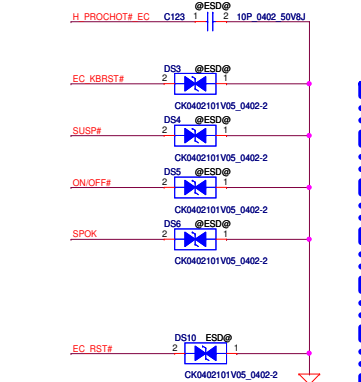 @ESD@
H_PROCHOT#_EC C123 1 2 10P_0402_50V8J
DS3 @ESD@
EC_KBRST# 2 1
CK0402101V05_0402-2
DS4 @ESD@
SUSP# 2 1
CK0402101V05_0402-2
DS5 @ESD@
ON/OFF# 2 1
CK0402101V05_0402-2
DS6 @ESD@
SPOK 2 1
CK0402101V05_0402-2
DS10 ESD@
EC_RST# 2 1
CK0402101V05_0402-2